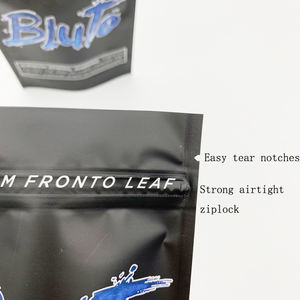 BLUTO
Easy tear notches
M FRONTO LEAF
Strong airtight
ziplock